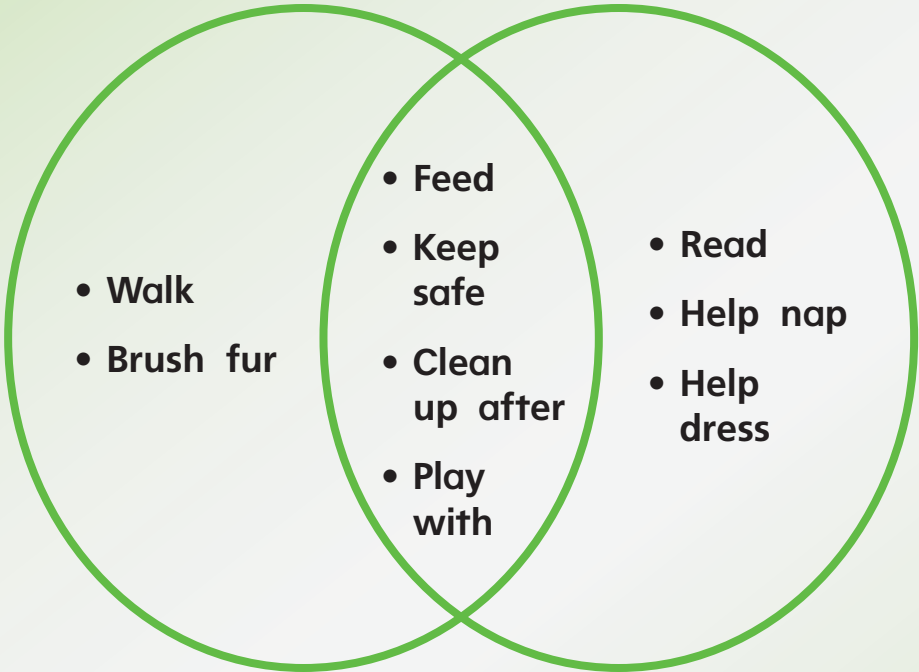 • Walk
• Brush fur
• Feed
• Keep
safe
• Clean
up after
• Play
with
• Read
• Help nap
• Help
dress